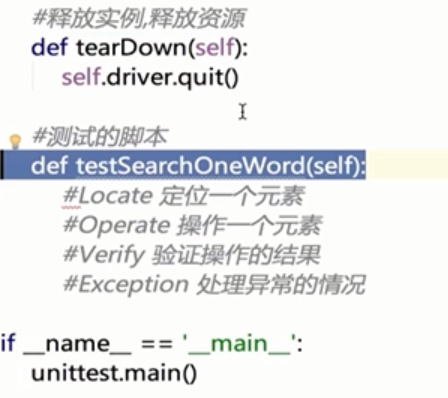 #释放实例,释放资源
def tearDown(self):
self.driver.quit()
#测试的脚本
def testSearchOneWord(self):
#Locate 定位一个元素
#Operate 操作一个元素
#Verify 验证操作的结果
#Exception 处理异常的情况
if __name__ == '__main__':
unittest.main()